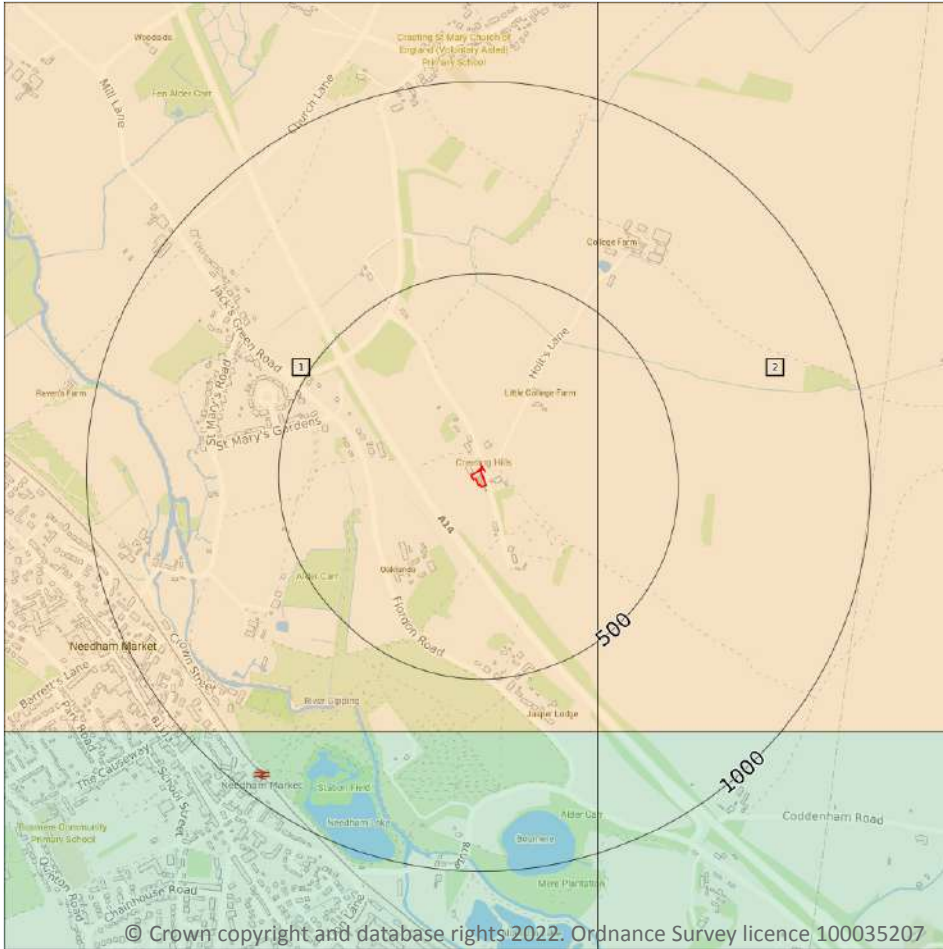 Woodside
Creeting St Mary Church of
England (Voluntary Aided)
Primary School
Fen Alder Carr
Mill Lane
Church Lane
College Farm
Jack's Green Road
1
Holt's Lane
2
Raven's Farm
St Mary's Road
Little College Farm
St Mary's Gardens
Creeting Hills
A14
Oaklands
Alder Carr
Flordon Road
500
Needham Market
Crown Street
Barrett's Lane
River Gipping
Park Road
B1113
Jasper Lodge
The Causeway
School Street
Needham Market
Station Field
1000
Needham Lake
Alder Carr
Coddenham Road
Bosmere Community
Primary School
Bosmere
B1078
Quinton Road
Mere Plantation
Chainhouse Road
Lane
© Crown copyright and database rights 2022. Ordnance Survey licence 100035207